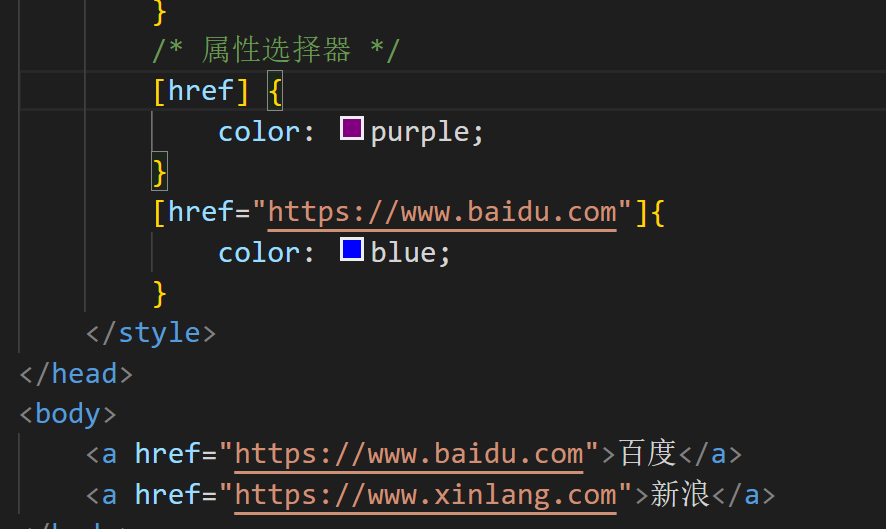 }
/* 属性选择器 */
[href] {
color: purple;
}
[href="https://www.baidu.com"]{
color: blue;
}
</style>
</head>
<body>
<a href="https://www.baidu.com">百度</a>
<a href="https://www.xinlang.com">新浪</a>